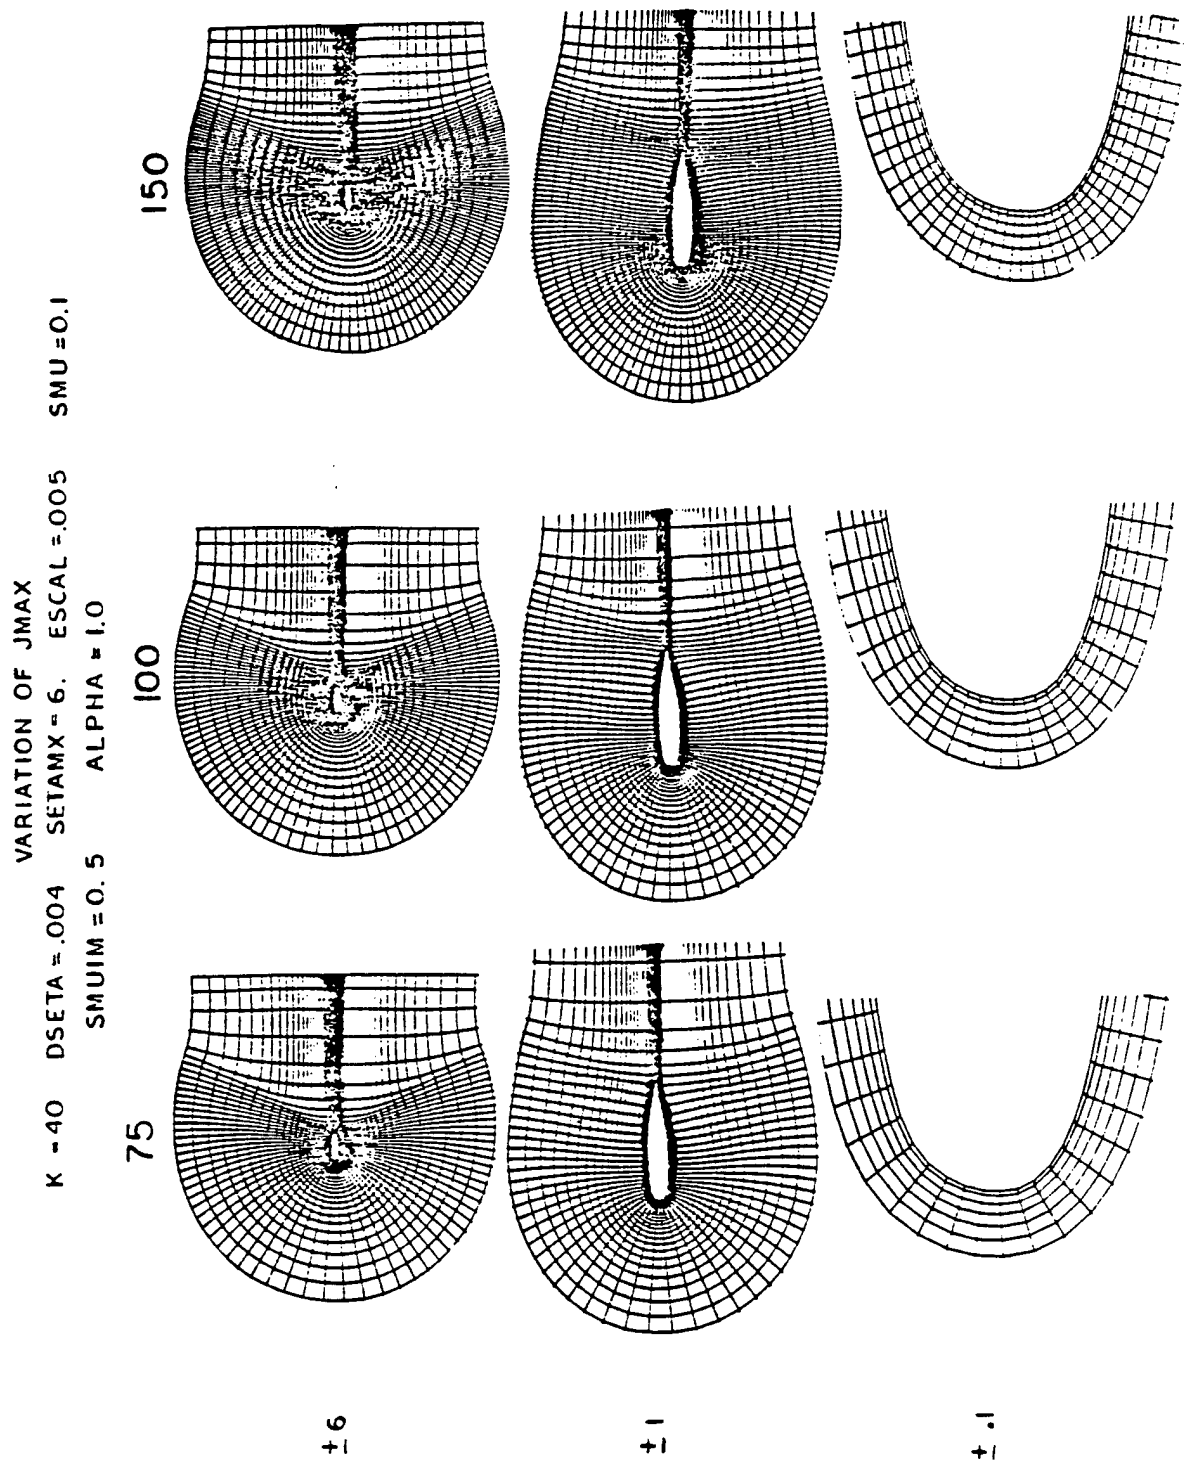 VARIATION OF JMAX
K - 40 DSETA = .004 SETAMX = 6. ESCAL = .005 SMU = 0.1
SMUIM = 0.5 ALPHA = 1.0
75 100 150
± 6
± 1
± .1